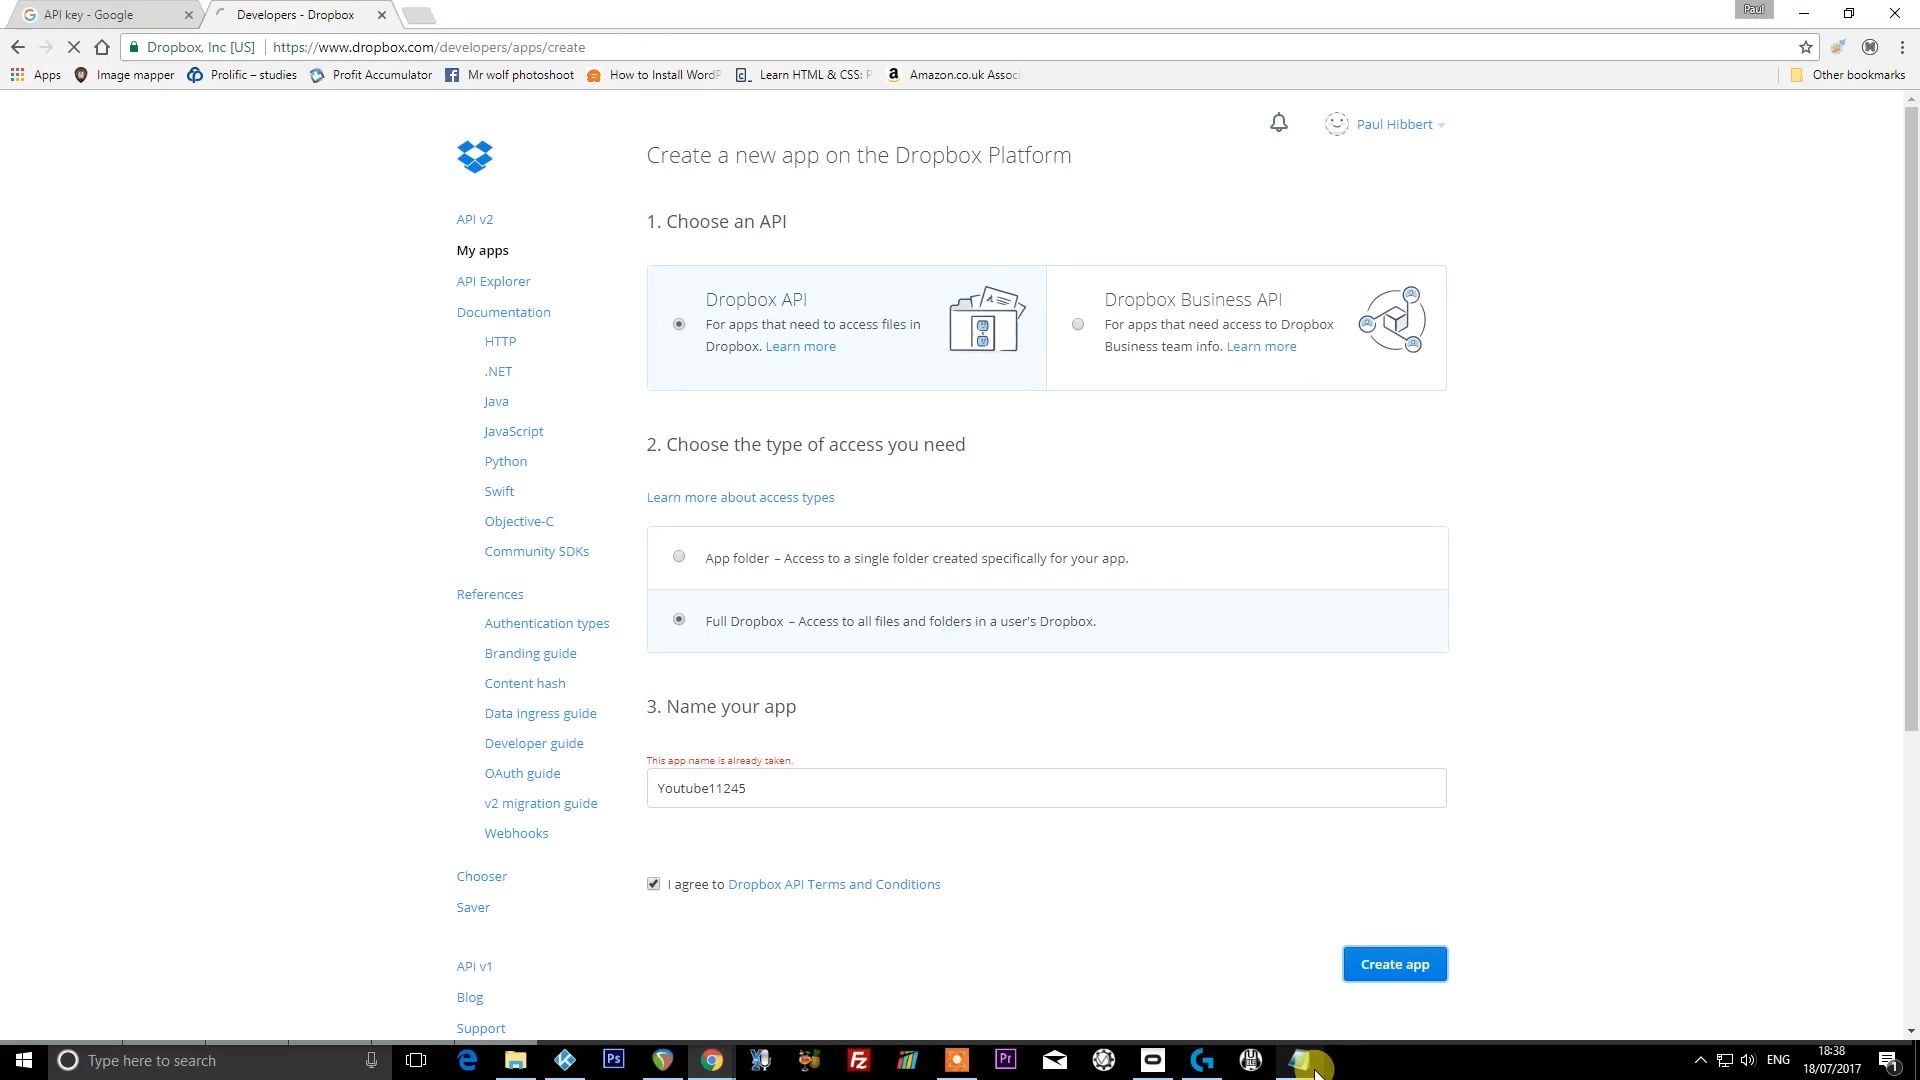 API key - Google
Developers - Dropbox
Paul
Dropbox, Inc [US]
https://www.dropbox.com/developers/apps/create
Apps
Image mapper
Prolific – studies
Profit Accumulator
Mr wolf photoshoot
How to Install WordP
Learn HTML & CSS: P
Amazon.co.uk Associ
Other bookmarks
Paul Hibbert
Create a new app on the Dropbox Platform
API v2
My apps
API Explorer
Documentation
HTTP
.NET
Java
JavaScript
Python
Swift
Objective-C
Community SDKs
References
Authentication types
Branding guide
Content hash
Data ingress guide
Developer guide
OAuth guide
v2 migration guide
Webhooks
Chooser
Saver
API v1
Blog
Support
1. Choose an API
Dropbox API
For apps that need to access files in
Dropbox. Learn more
Dropbox Business API
For apps that need access to Dropbox
Business team info. Learn more
2. Choose the type of access you need
Learn more about access types
App folder – Access to a single folder created specifically for your app.
Full Dropbox – Access to all files and folders in a user's Dropbox.
3. Name your app
This app name is already taken.
Youtube11245
I agree to Dropbox API Terms and Conditions
Create app
Type here to search
Ps
Fz
Pr
ENG
18:38
18/07/2017
1